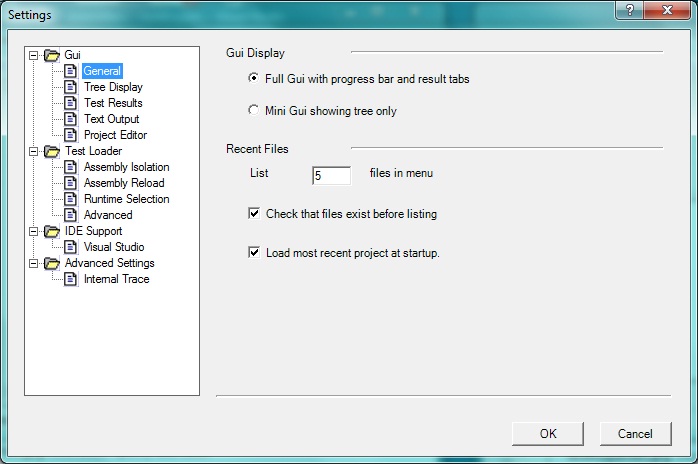 Settings
Gui
General
Tree Display
Test Results
Text Output
Project Editor
Test Loader
Assembly Isolation
Assembly Reload
Runtime Selection
Advanced
IDE Support
Visual Studio
Advanced Settings
Internal Trace
Gui Display
Full Gui with progress bar and result tabs
Mini Gui showing tree only
Recent Files
List 5 files in menu
Check that files exist before listing
Load most recent project at startup.
OK Cancel